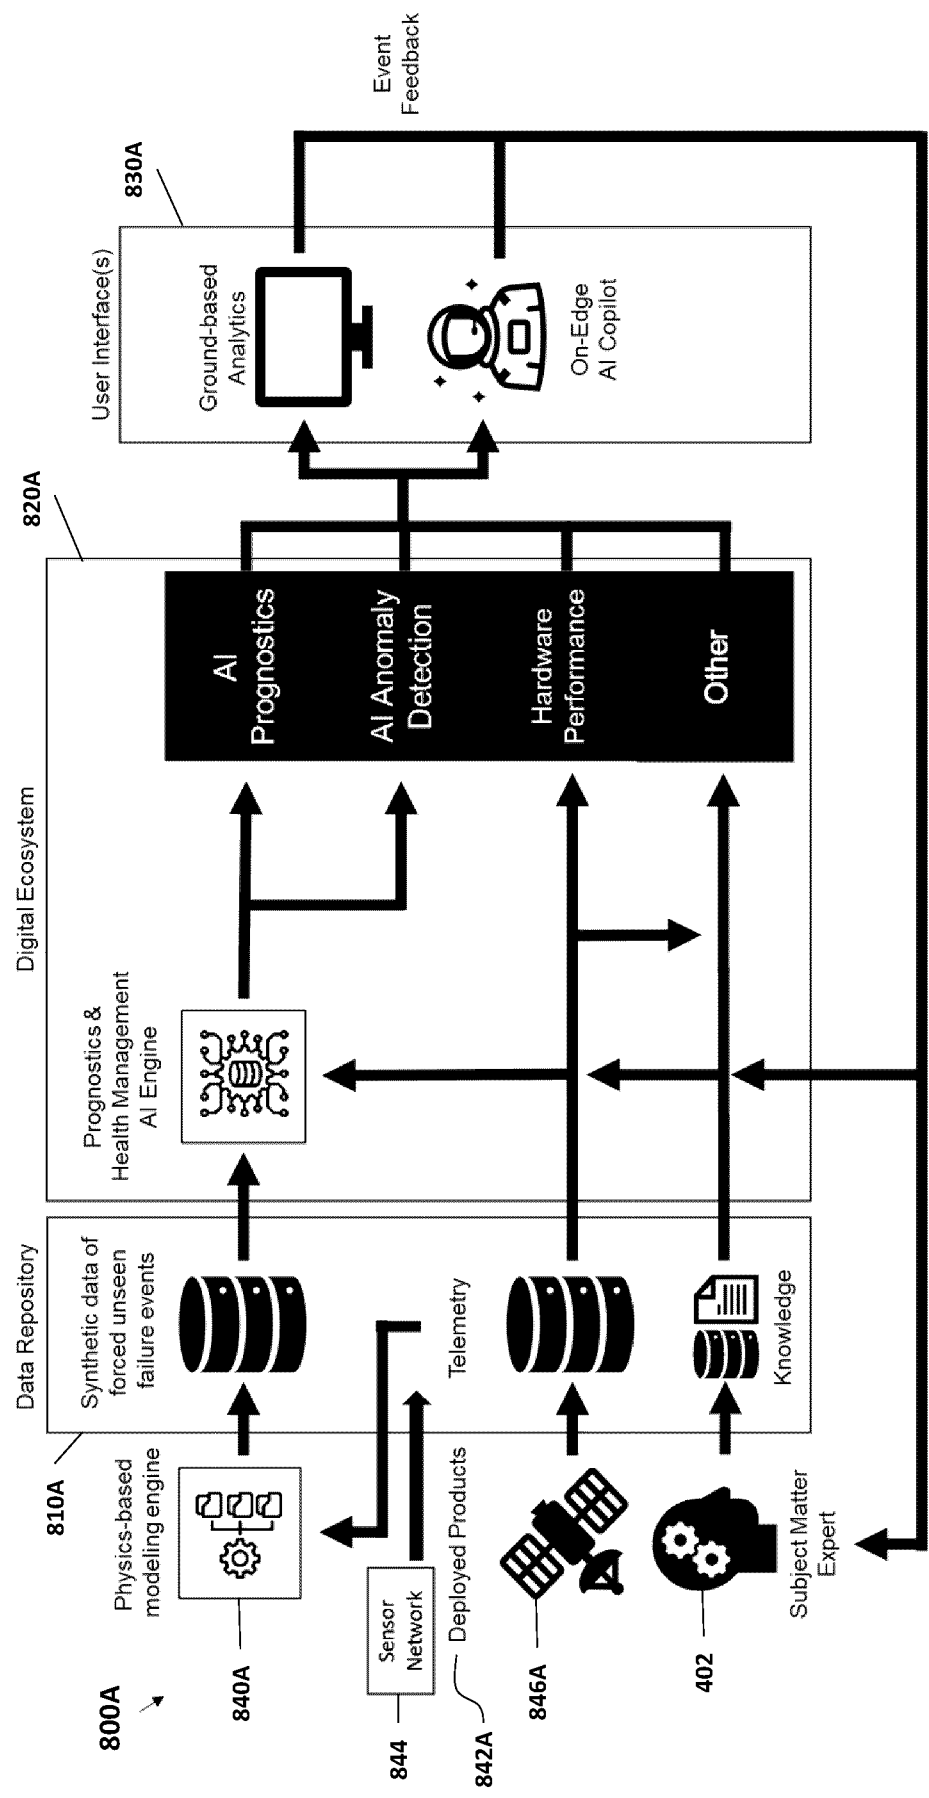 800A
840A
844
842A
846A
402
Physics-based
modeling engine
Sensor
Network
Deployed Products
Subject Matter
Expert
810A
Data Repository
Synthetic data of
forced unseen
failure events
Telemetry
Knowledge
820A
Digital Ecosystem
Prognostics &
Health Management
AI Engine
AI
Prognostics
AI Anomaly
Detection
Hardware
Performance
Other
830A
User Interface(s)
Ground-based
Analytics
On-Edge
AI Copilot
Event
Feedback